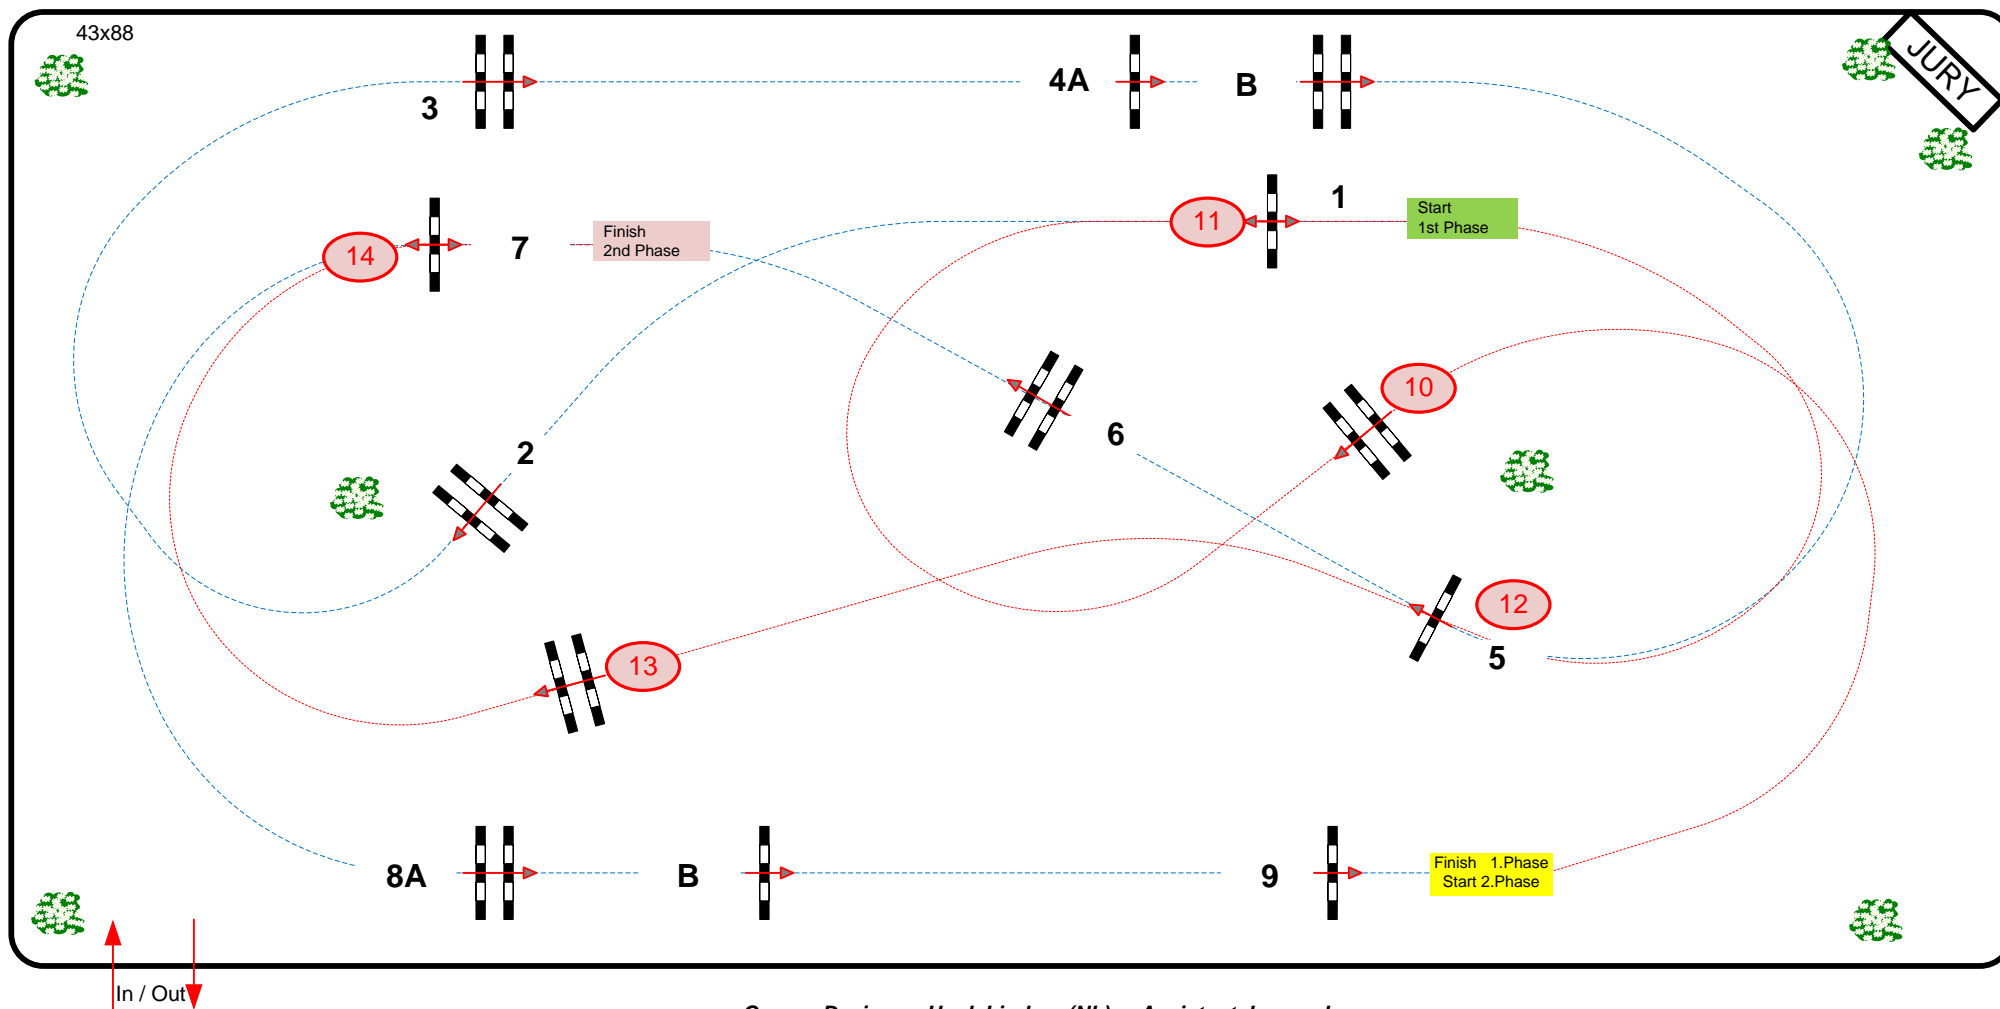 43x88
JURY
3
4A
B
1
11
Start
1st Phase
14
7
Finish
2nd Phase
10
2
6
12
5
13
8A
B
9
Finish 1.Phase
Start 2.Phase
In / Out